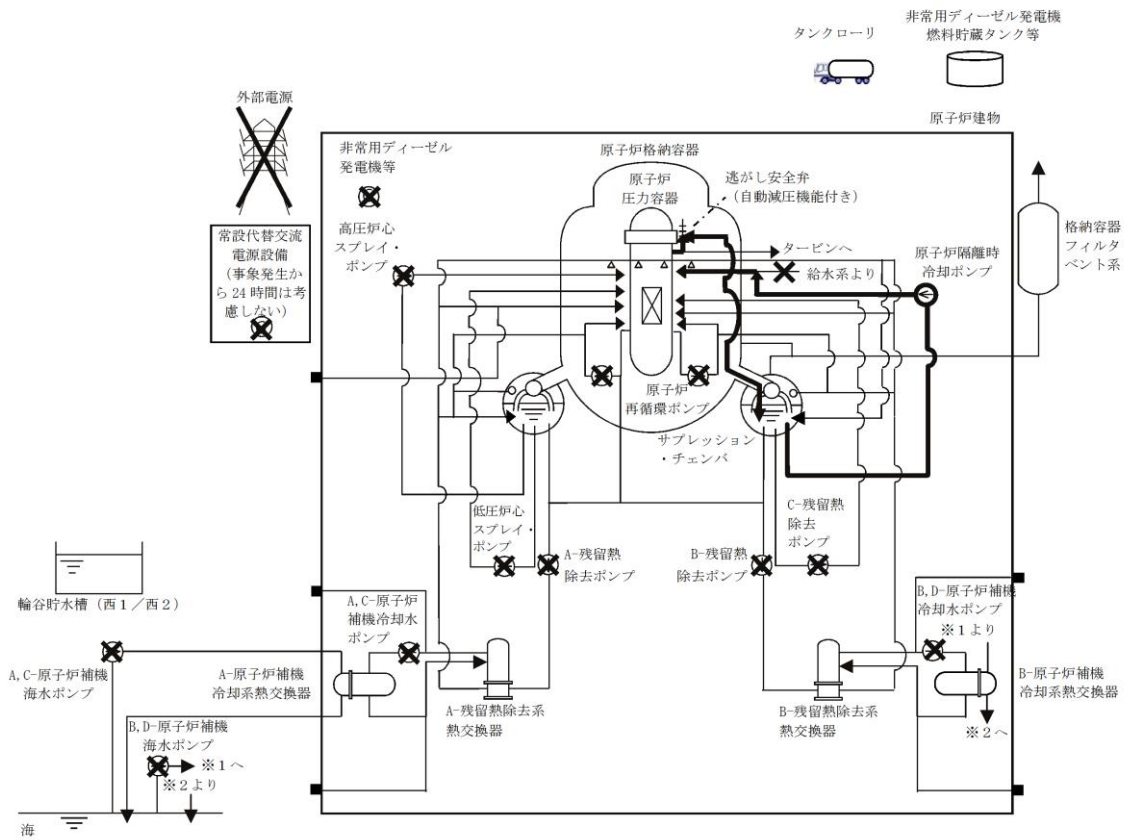 タンクローリ
非常用ディーゼル発電機
燃料貯蔵タンク等
外部電源
原子炉建物
非常用ディーゼル
発電機等
原子炉格納容器
原子炉
圧力容器
逃がし安全弁
(自動減圧機能付き)
常設代替交流
電源設備
(事象発生か
ら24時間は考
慮しない)
高圧炉心
スプレイ・
ポンプ
タービンへ
給水系より
原子炉隔離時
冷却ポンプ
格納容器
フィルタ
ベント系
原子炉
再循環ポンプ
サプレッション
・チェンバ
低圧炉心
スプレイ・
ポンプ
A-残留熱
除去ポンプ
B-残留熱
除去ポンプ
C-残留熱
除去
ポンプ
輪谷貯水槽(西1/西2)
A,C-原子炉
補機冷却水
ポンプ
B,D-原子炉補機
冷却水ポンプ
※1より
A,C-原子炉補機
海水ポンプ
A-原子炉補機
冷却系熱交換器
A-残留熱除去系
熱交換器
B-残留熱除去系
熱交換器
B-原子炉補機
冷却系熱交換器
※2へ
B,D-原子炉補機
海水ポンプ
※1へ
※2より
海